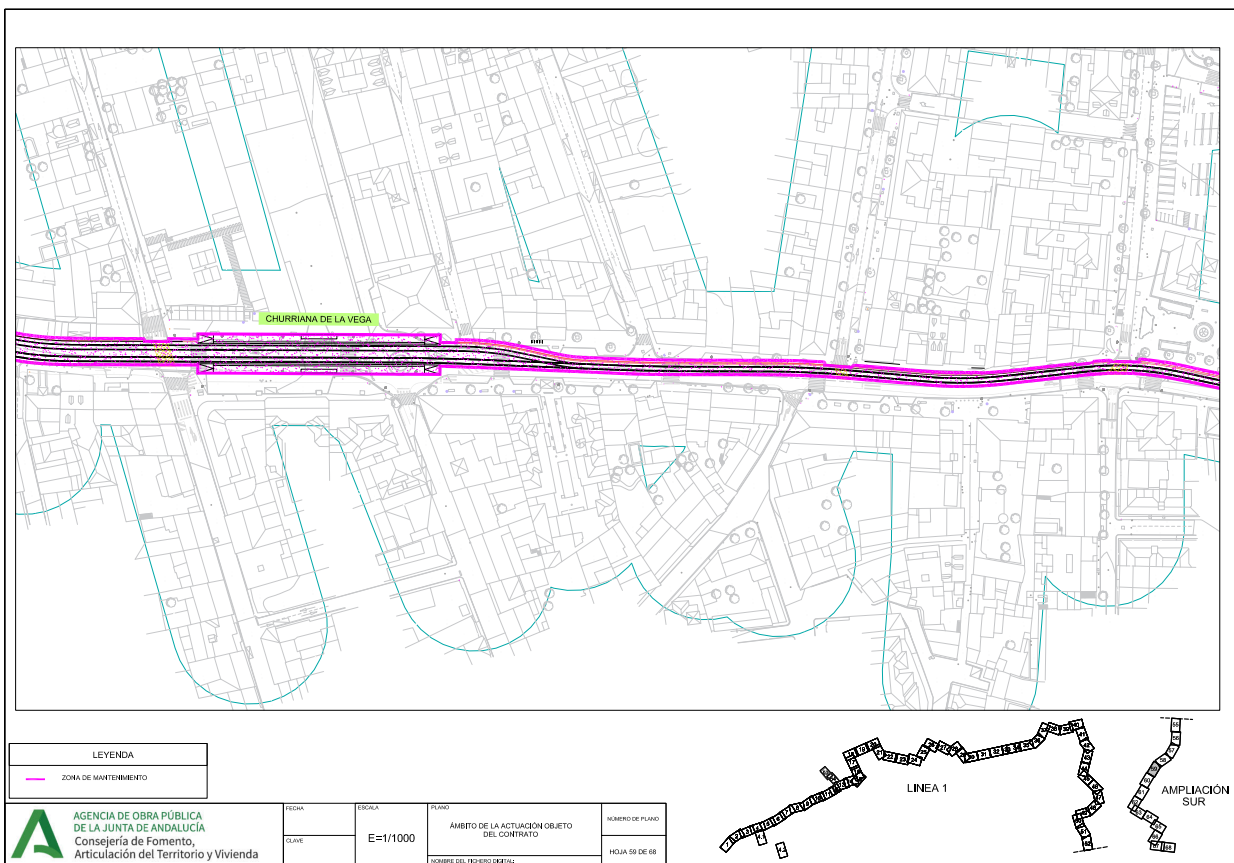 CHURRIANA DE LA VEGA
LEYENDA
ZONA DE MANTENIMIENTO
LINEA 1
AMPLIACIÓN
SUR
AGENCIA DE OBRA PÚBLICA
DE LA JUNTA DE ANDALUCÍA
Consejería de Fomento,
Articulación del Territorio y Vivienda
FECHA
CLAVE
ESCALA
E=1/1000
PLANO
ÁMBITO DE LA ACTUACIÓN OBJETO
DEL CONTRATO
NOMBRE DEL FICHERO DIGITAL:
NÚMERO DE PLANO
HOJA 59 DE 68